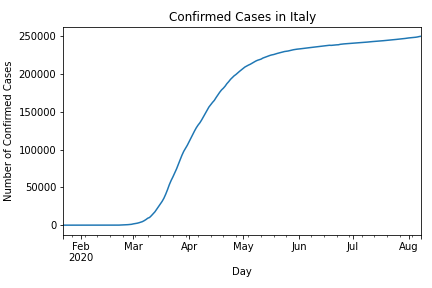 Confirmed Cases in Italy
250000
200000
150000
100000
50000
0
Number of Confirmed Cases
Feb Mar Apr May Jun Jul Aug
2020
Day